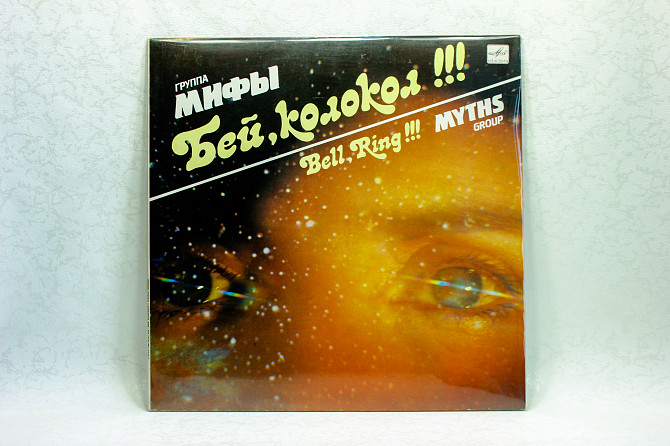 ГРУППА
МИФЫ
Бей, колокол!!!
Bell, Ring!!!
MYTHS
GROUP